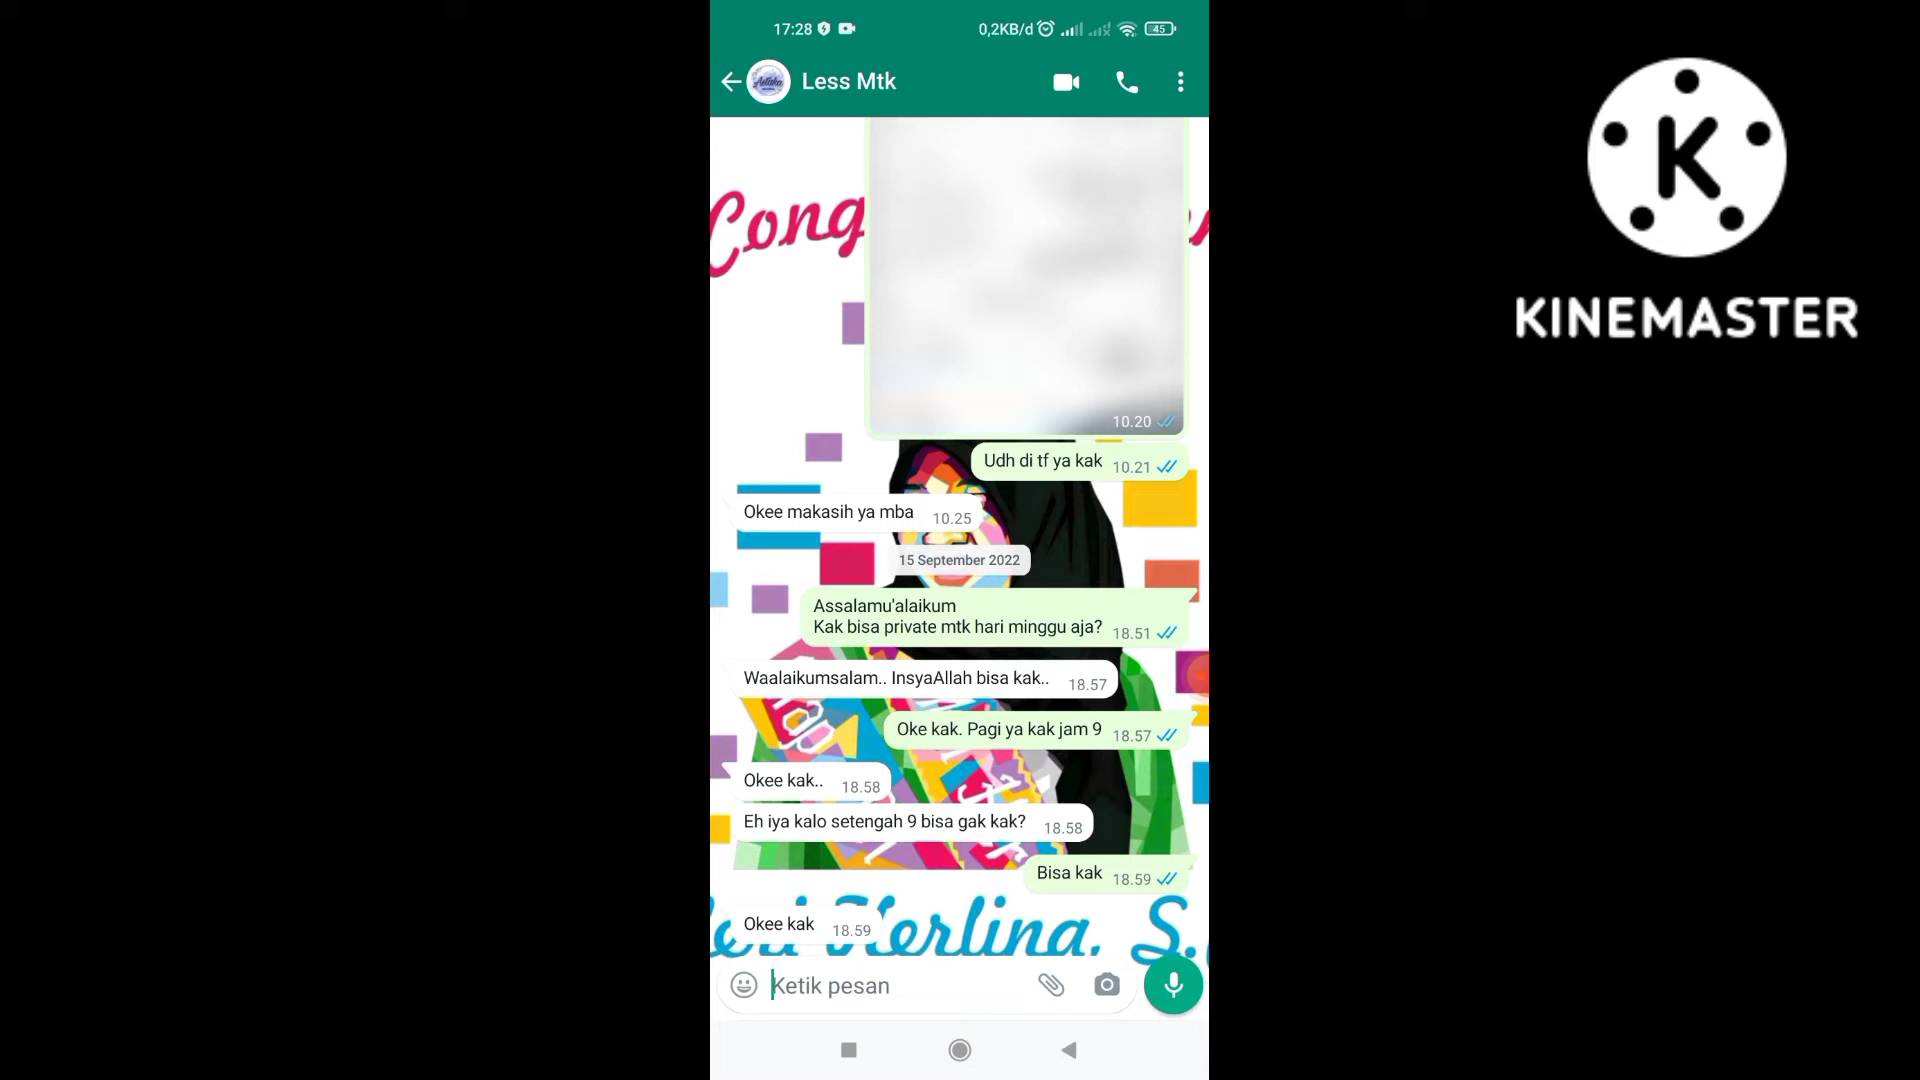 17:28
0,2KB/d
45
Less Mtk
K
KINEMASTER
Cong
10.20
Udh di tf ya kak 10.21
Okee makasih ya mba 10.25
15 September 2022
Assalamu'alaikum
Kak bisa private mtk hari minggu aja? 18.51
Waalaikumsalam.. InsyaAllah bisa kak.. 18.57
Oke kak. Pagi ya kak jam 9 18.57
Okee kak.. 18.58
Eh iya kalo setengah 9 bisa gak kak? 18.58
Bisa kak 18.59
Herlina, S.
Okee kak 18.59
Ketik pesan